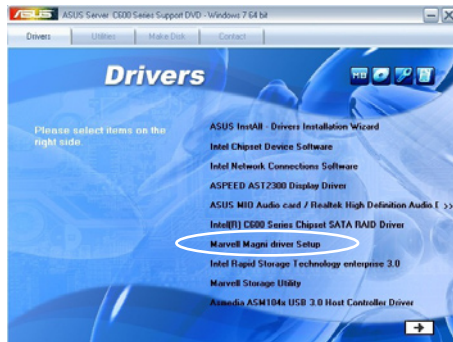 ASUS ASUS Server C600 Series Support DVD - Windows 7 64 bit
Drivers Utilities Make Disk Contact
Drivers
MB
Please select items on the
right side.
ASUS InstAll - Drivers Installation Wizard
Intel Chipset Device Software
Intel Network Connections Software
ASPEED AST2300 Display Driver
ASUS MIO Audio card / Realtek High Definition Audio D >>
Intel(R) C600 Series Chipset SATA RAID Driver
Marvell Magni driver Setup
Intel Rapid Storage Technology enterprise 3.0
Marvell Storage Utility
Asmedia ASM104x USB 3.0 Host Controller Driver